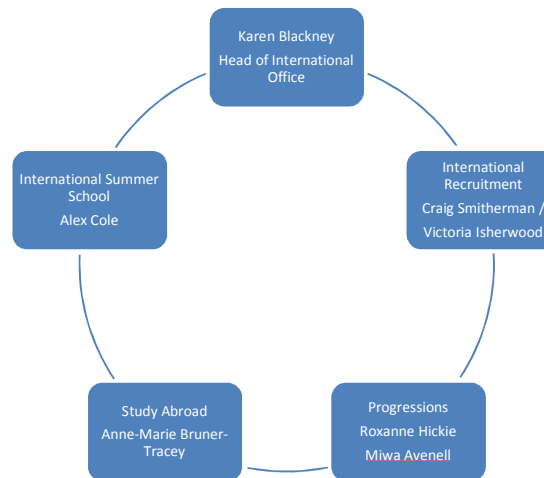 Karen Blackney
Head of International
Office
International Summer
School
Alex Cole
International
Recruitment
Craig Smitherman /
Victoria Isherwood
Study Abroad
Anne-Marie Bruner-
Tracey
Progressions
Roxanne Hickie
Miwa Avenell